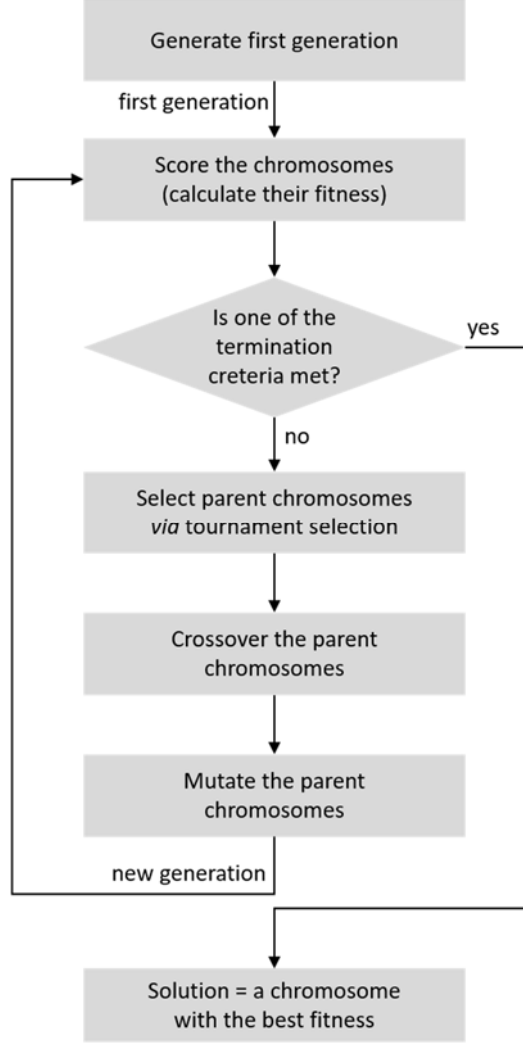 Generate first generation
first generation
Score the chromosomes
(calculate their fitness)
Is one of the
termination
creteria met?
yes
no
Select parent chromosomes
via tournament selection
Crossover the parent
chromosomes
Mutate the parent
chromosomes
new generation
Solution = a chromosome
with the best fitness